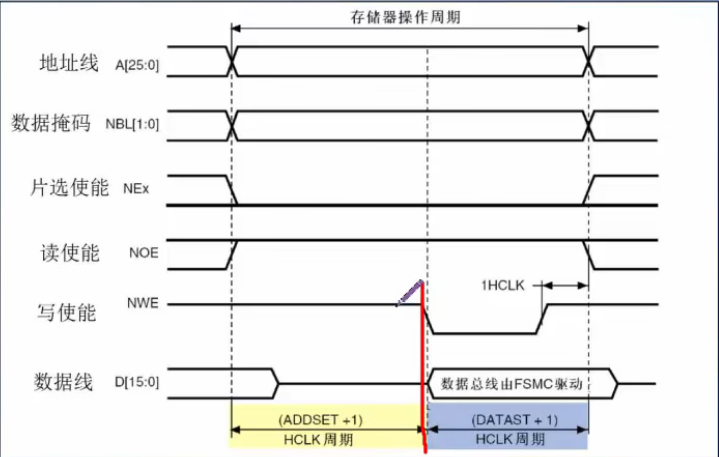 存储器操作周期
地址线 A[25:0]
数据掩码 NBL[1:0]
片选使能 NEx
读使能 NOE
1HCLK
写使能 NWE
数据线 D[15:0] 数据总线由FSMC驱动
(ADDSET +1) (DATAST + 1)
HCLK 周期 HCLK 周期